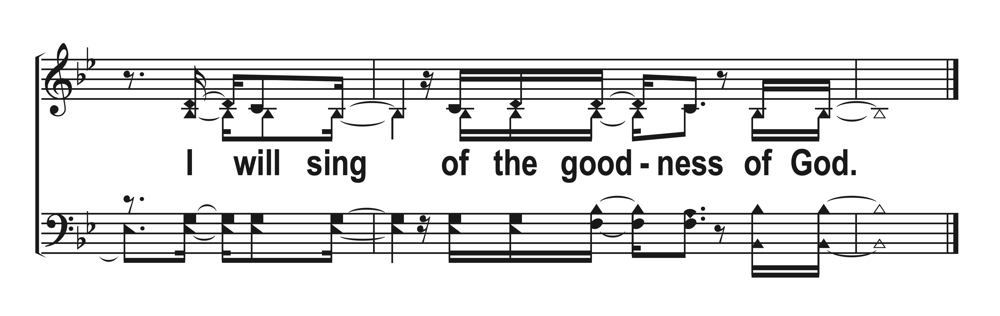 I will sing of the good - ness of God.